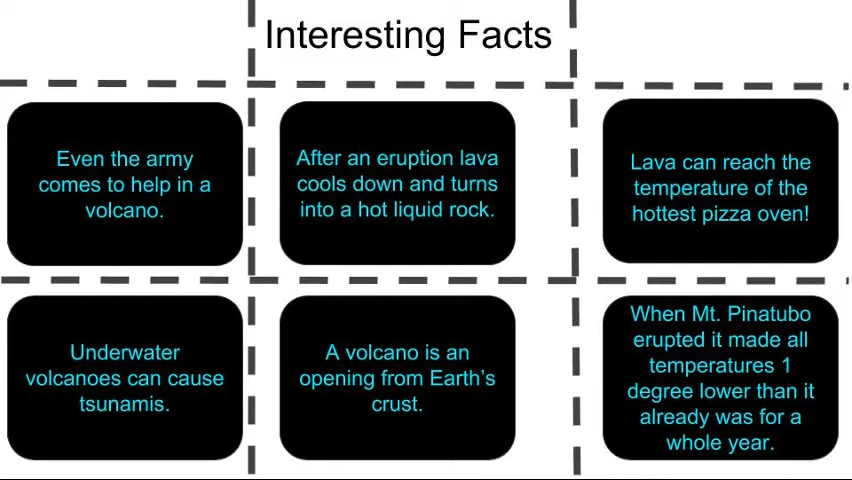 Interesting Facts
Even the army
comes to help in a
volcano.
After an eruption lava
cools down and turns
into a hot liquid rock.
Lava can reach the
temperature of the
hottest pizza oven!
Underwater
volcanoes can cause
tsunamis.
A volcano is an
opening from Earth’s
crust.
When Mt. Pinatubo
erupted it made all
temperatures 1
degree lower than it
already was for a
whole year.